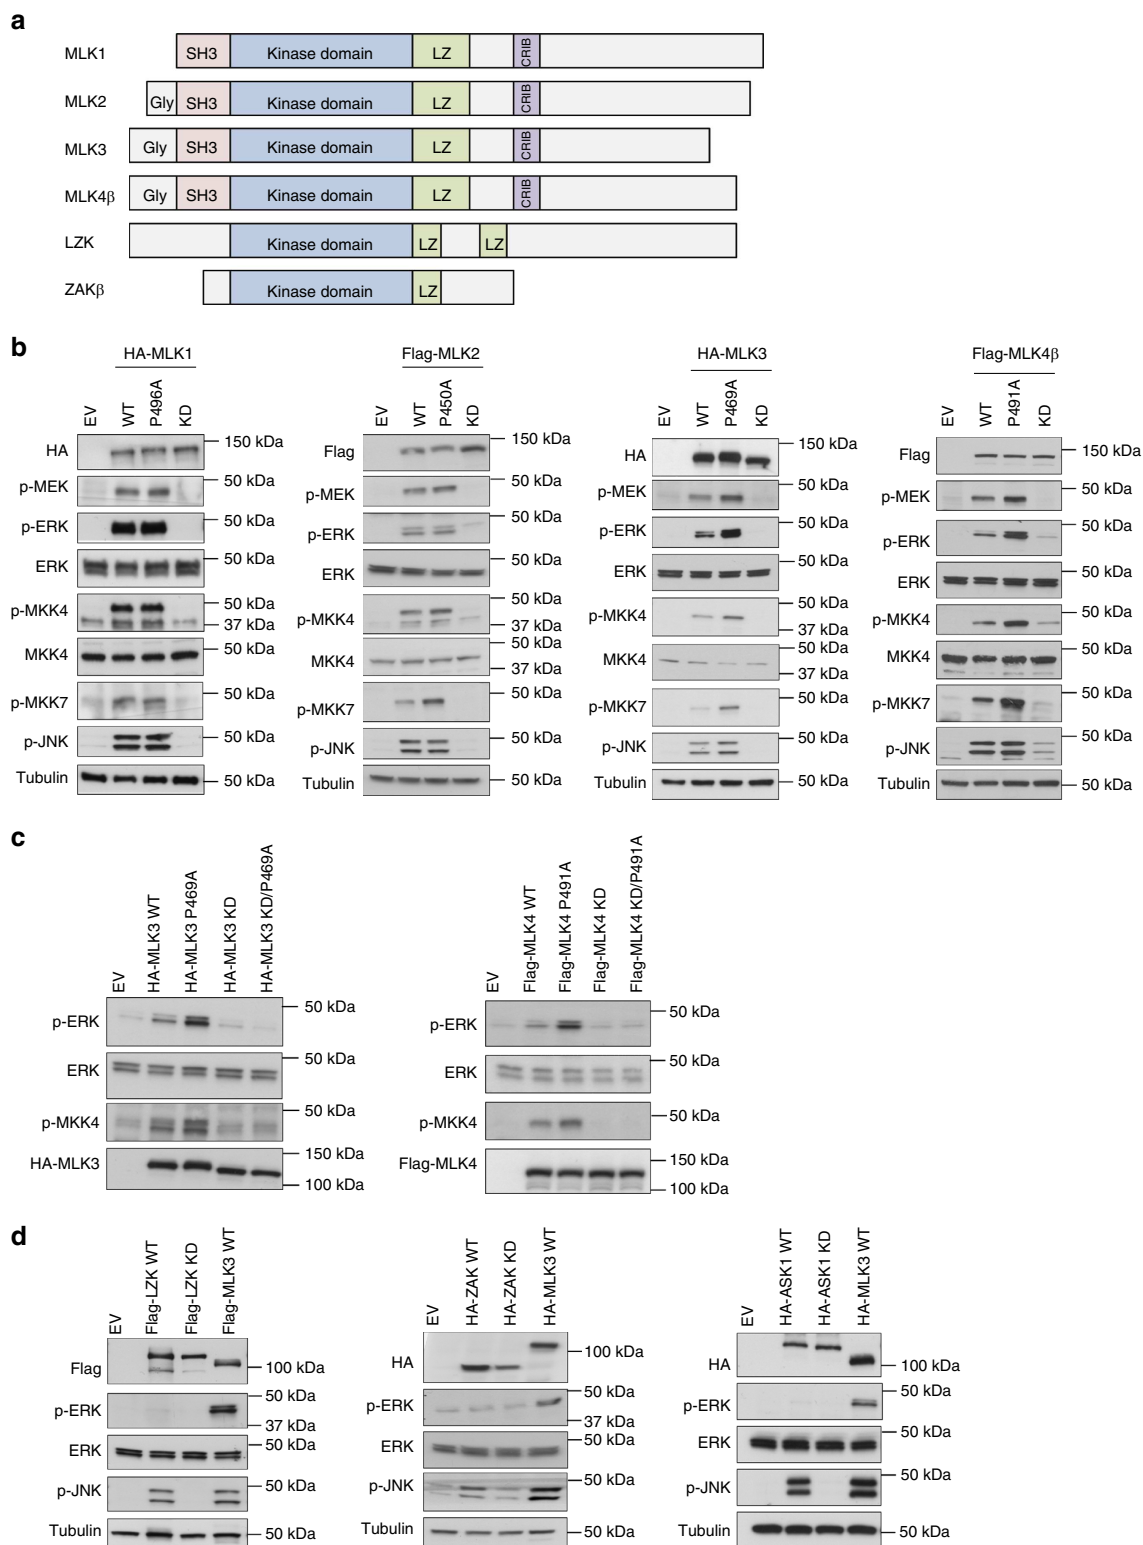 a
MLK1 SH3 Kinase domain LZ CRIB
MLK2 Gly SH3 Kinase domain LZ CRIB
MLK3 Gly SH3 Kinase domain LZ CRIB
MLK4β Gly SH3 Kinase domain LZ CRIB
LZK Kinase domain LZ LZ
ZAKβ Kinase domain LZ
b
HA-MLK1
EV WT P496A KD
HA 150 kDa
p-MEK 50 kDa
p-ERK 50 kDa
ERK 50 kDa
p-MKK4 50 kDa
37 kDa
MKK4 50 kDa
p-MKK7 50 kDa
p-JNK 50 kDa
Tubulin 50 kDa
Flag-MLK2
EV WT P450A KD
Flag 150 kDa
p-MEK 50 kDa
p-ERK 50 kDa
ERK 50 kDa
p-MKK4 50 kDa
37 kDa
MKK4 50 kDa
37 kDa
p-MKK7 50 kDa
p-JNK 50 kDa
Tubulin 50 kDa
HA-MLK3
EV WT P469A KD
HA 150 kDa
p-MEK 50 kDa
p-ERK 50 kDa
ERK 50 kDa
p-MKK4 50 kDa
37 kDa
MKK4 50 kDa
37 kDa
p-MKK7 50 kDa
p-JNK 50 kDa
Tubulin 50 kDa
Flag-MLK4β
EV WT P491A KD
Flag 150 kDa
p-MEK 50 kDa
p-ERK 50 kDa
ERK 50 kDa
p-MKK4 50 kDa
MKK4 50 kDa
p-MKK7 50 kDa
p-JNK 50 kDa
Tubulin 50 kDa
c
EV HA-MLK3 WT HA-MLK3 P469A HA-MLK3 KD HA-MLK3 KD/P469A
p-ERK 50 kDa
ERK 50 kDa
p-MKK4 50 kDa
HA-MLK3 150 kDa
100 kDa
EV Flag-MLK4 WT Flag-MLK4 P491A Flag-MLK4 KD Flag-MLK4 KD/P491A
p-ERK 50 kDa
ERK 50 kDa
p-MKK4 50 kDa
Flag-MLK4 150 kDa
100 kDa
d
EV Flag-LZK WT Flag-LZK KD Flag-MLK3 WT
Flag 100 kDa
p-ERK 50 kDa
37 kDa
ERK 50 kDa
p-JNK 50 kDa
Tubulin 50 kDa
EV HA-ZAK WT HA-ZAK KD HA-MLK3 WT
HA 100 kDa
p-ERK 50 kDa
37 kDa
ERK 50 kDa
p-JNK 50 kDa
Tubulin 50 kDa
EV HA-ASK1 WT HA-ASK1 KD HA-MLK3 WT
HA 100 kDa
p-ERK 50 kDa
ERK 50 kDa
p-JNK 50 kDa
Tubulin 50 kDa